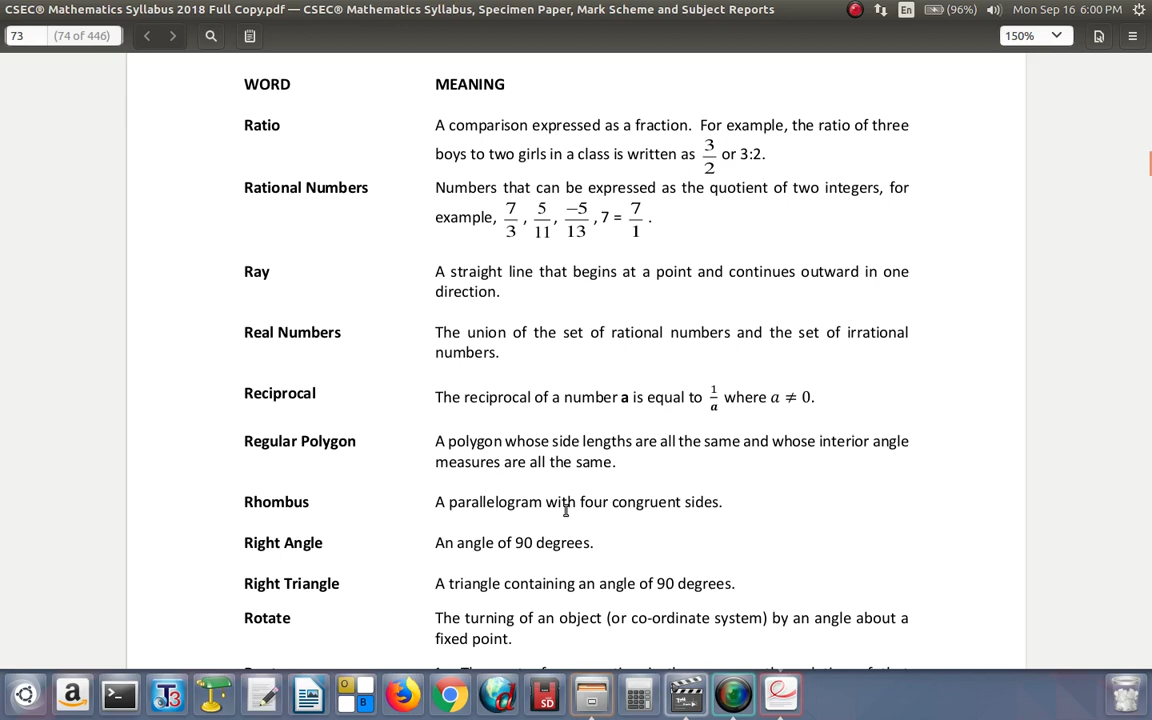 CSEC® Mathematics Syllabus 2018 Full Copy.pdf — CSEC® Mathematics Syllabus, Specimen Paper, Mark Scheme and Subject Reports En (96%) Mon Sep 16 6:00 PM
73 (74 of 446) 150%
WORD MEANING
Ratio A comparison expressed as a fraction. For example, the ratio of three
boys to two girls in a class is written as 3/2 or 3:2.
Rational Numbers Numbers that can be expressed as the quotient of two integers, for
example, 7/3 , 5/11 , −5/13 , 7 = 7/1 .
Ray A straight line that begins at a point and continues outward in one
direction.
Real Numbers The union of the set of rational numbers and the set of irrational
numbers.
Reciprocal The reciprocal of a number a is equal to 1/a where a ≠ 0.
Regular Polygon A polygon whose side lengths are all the same and whose interior angle
measures are all the same.
Rhombus A parallelogram with four congruent sides.
Right Angle An angle of 90 degrees.
Right Triangle A triangle containing an angle of 90 degrees.
Rotate The turning of an object (or co-ordinate system) by an angle about a
fixed point.
a T3 O B SD